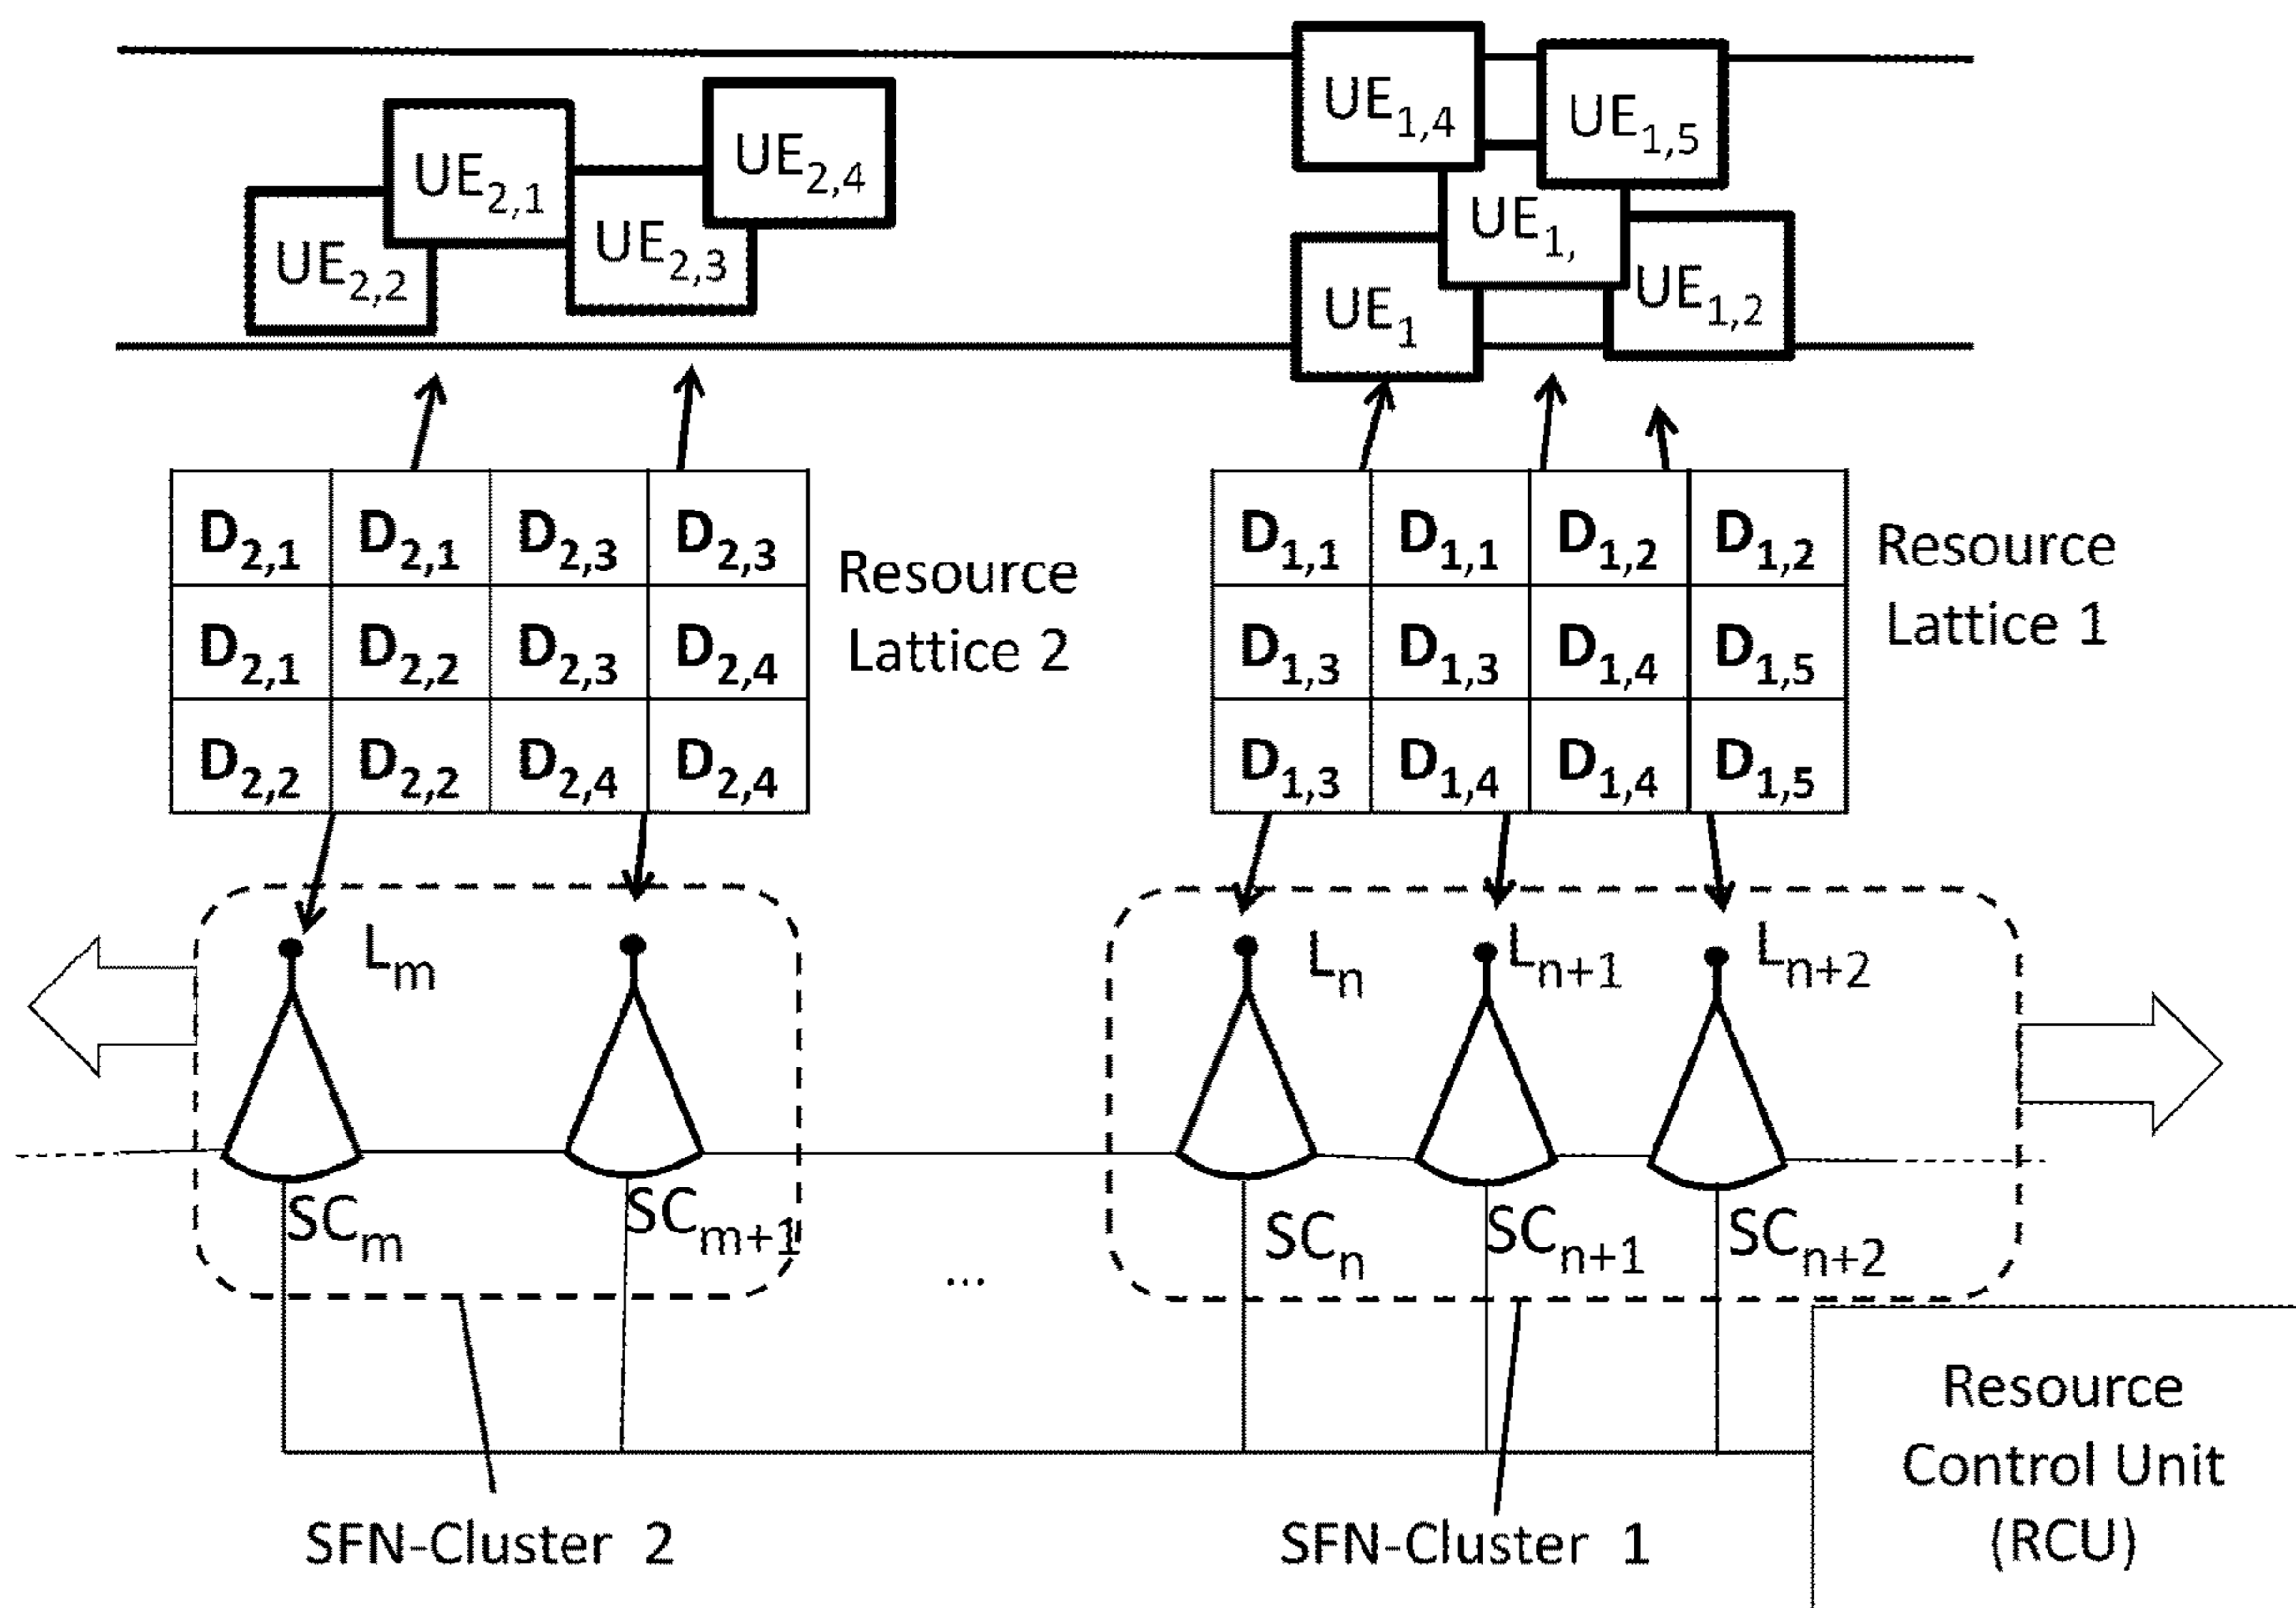 UE1,4
UE1,5
UE2,4
UE2,1
UE1,
UE2,3
UE2,2
UE1,2
UE1
D2,1 D2,1 D2,3 D2,3
D2,1 D2,2 D2,3 D2,4
D2,2 D2,2 D2,4 D2,4
Resource
Lattice 2
D1,1 D1,1 D1,2 D1,2
D1,3 D1,3 D1,4 D1,5
D1,3 D1,4 D1,4 D1,5
Resource
Lattice 1
Lm
Ln Ln+1 Ln+2
SCm SCm+1
...
SCn SCn+1 SCn+2
SFN-Cluster 2
SFN-Cluster 1
Resource
Control Unit
(RCU)